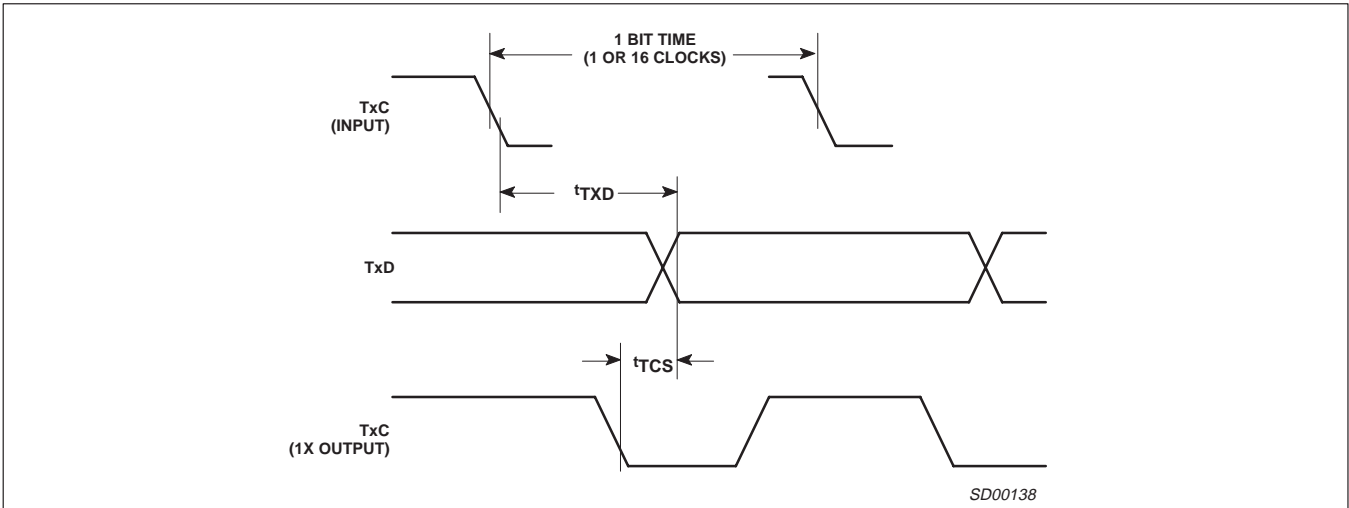 1 BIT TIME
(1 OR 16 CLOCKS)
TxC
(INPUT)
tTXD
TxD
tTCS
TxC
(1X OUTPUT)
SD00138